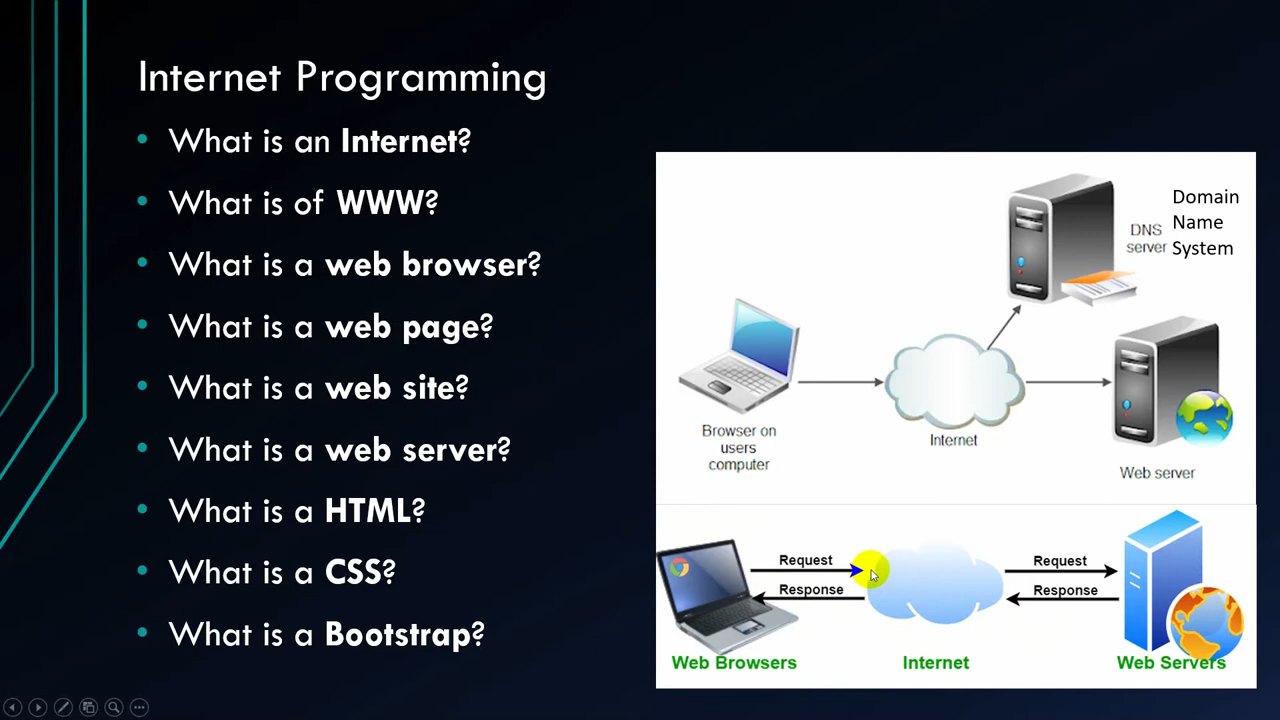 Internet Programming
• What is an Internet?
• What is of WWW?
• What is a web browser?
• What is a web page?
• What is a web site?
• What is a web server?
• What is a HTML?
• What is a CSS?
• What is a Bootstrap?
DNS server
Domain
Name
System
Browser on
users
computer
Internet
Web server
Request
Response
Request
Response
Web Browsers
Internet
Web Servers